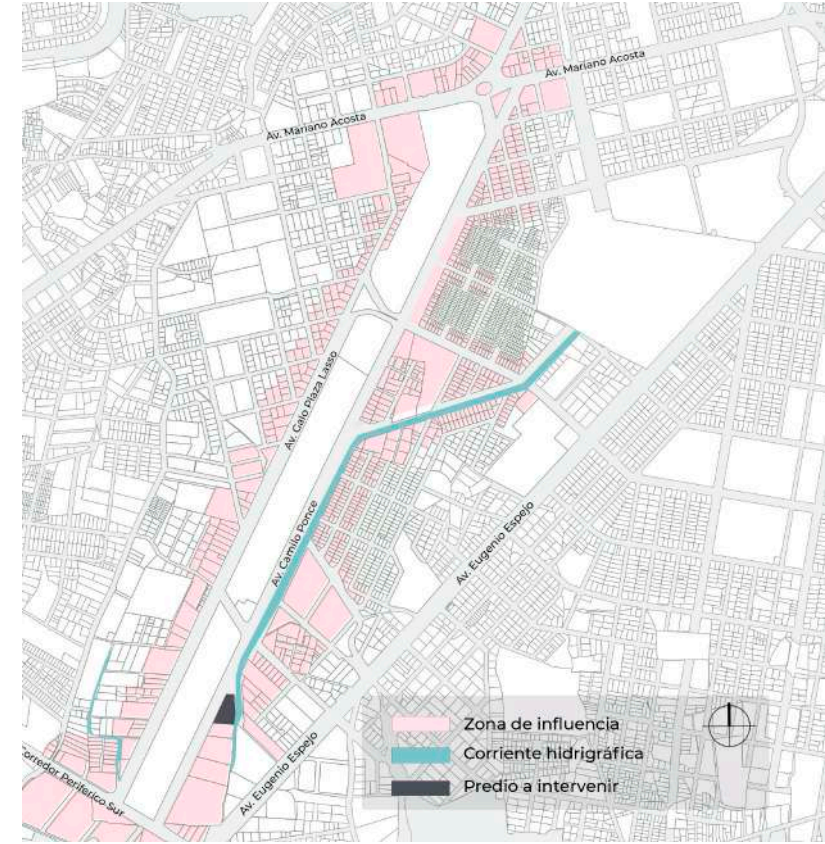 Av. Mariano Acosta
Av. Mariano Acosta
Av. Galo Plaza Lasso
Av. Camilo Ponce
Av. Eugenio Espejo
Av. Eugenio Espejo
Corredor Periferico Sur
Zona de influencia
Corriente hidrigráfica
Predio a intervenir